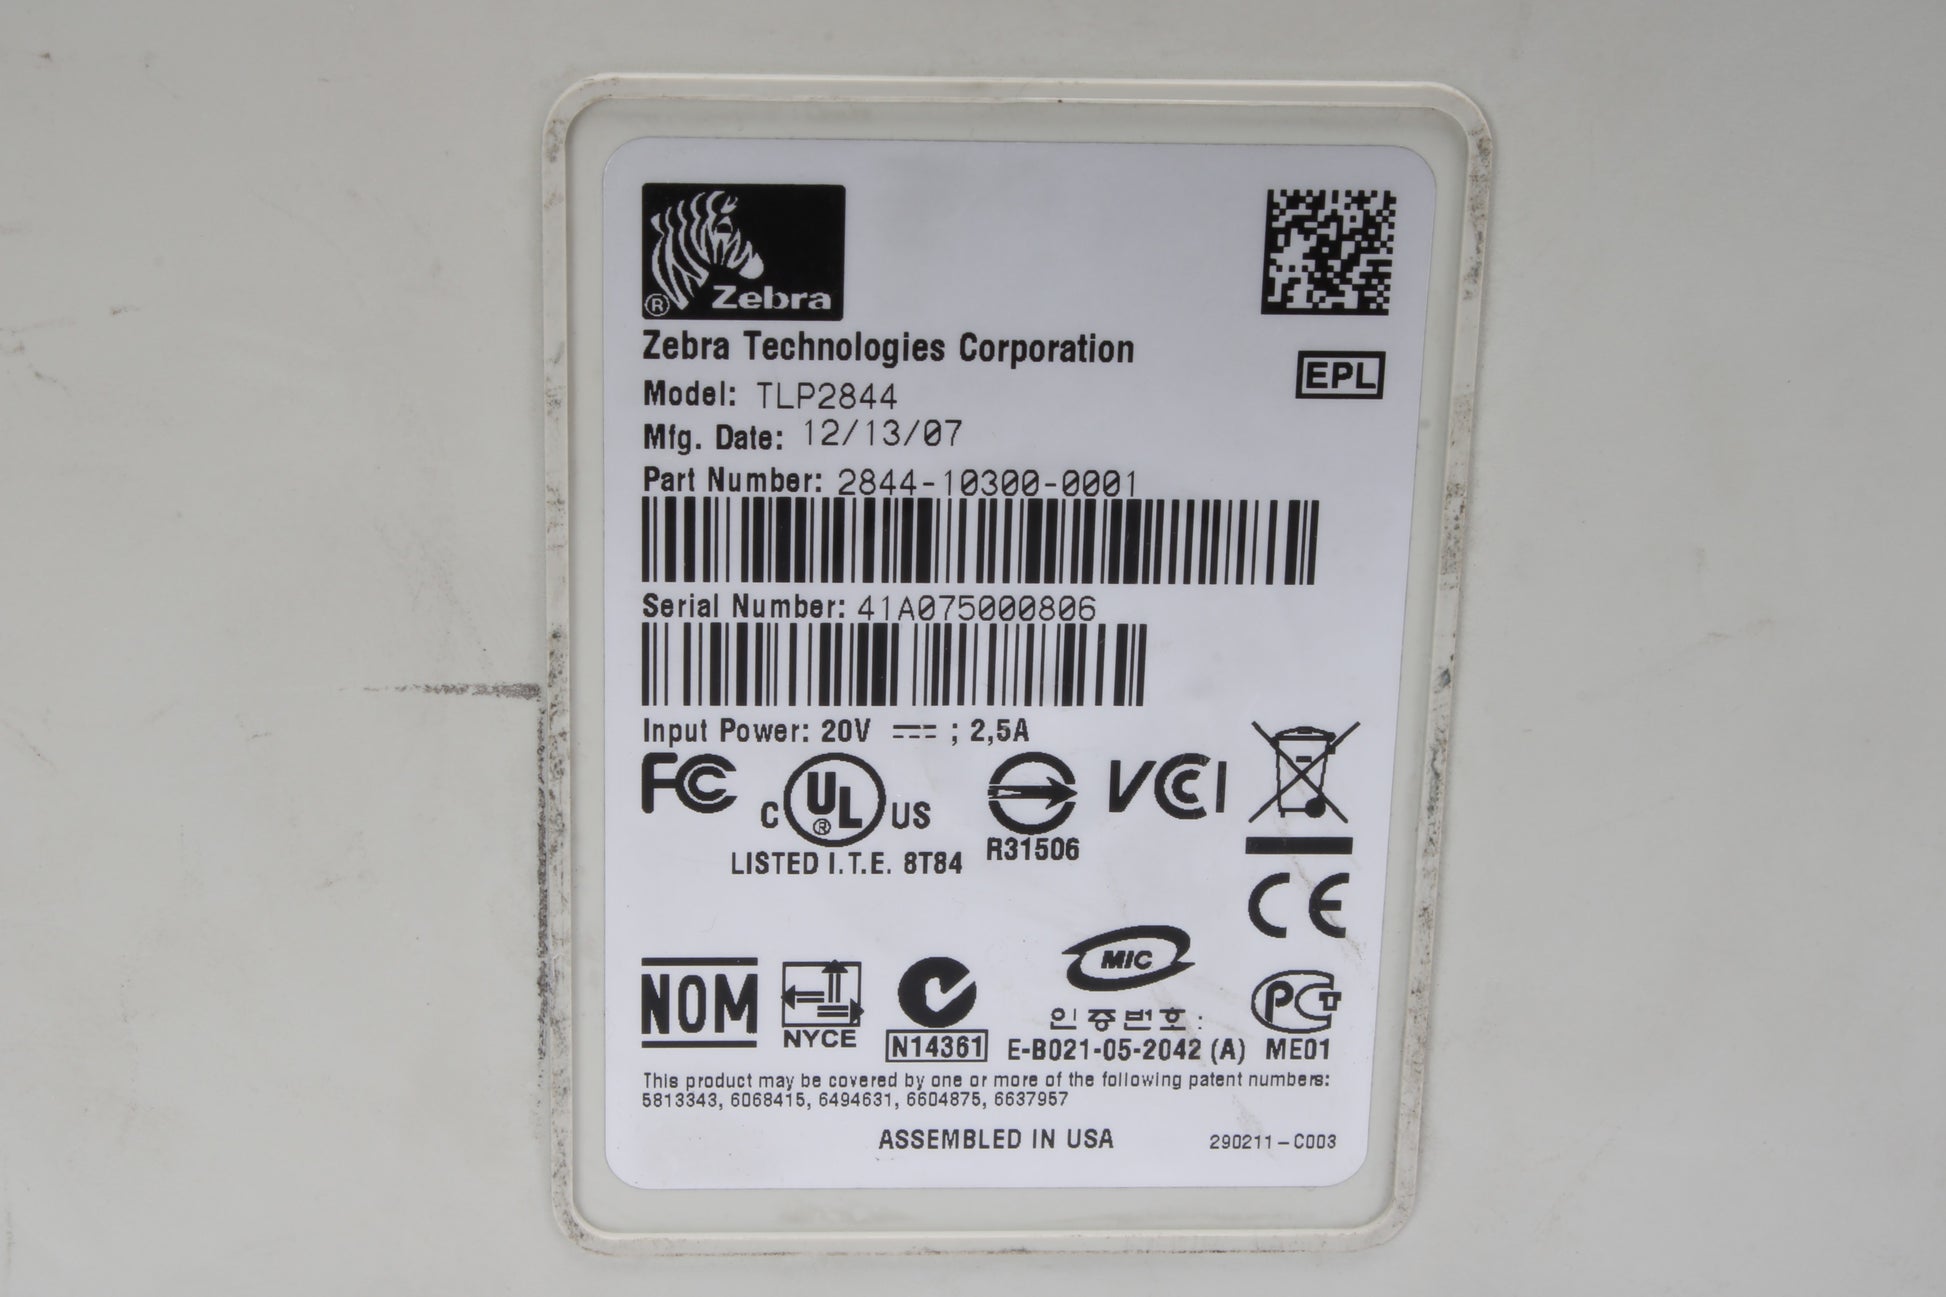 Zebra
®
Zebra Technologies Corporation
EPL
Model: TLP2844
Mfg. Date: 12/13/07
Part Number: 2844-10300-0001
Serial Number: 41A075000806
Input Power: 20V ⎓ ; 2,5A
FC
C UL ® US
LISTED I.T.E. 8T84
R31506
VCCI
CE
NOM
NYCE
N14361
MIC
인증번호:
E-B021-05-2042 (A)
PCT
ME01
This product may be covered by one or more of the following patent numbers:
5813343, 6068415, 6494631, 6604875, 6637957
ASSEMBLED IN USA
290211-C003